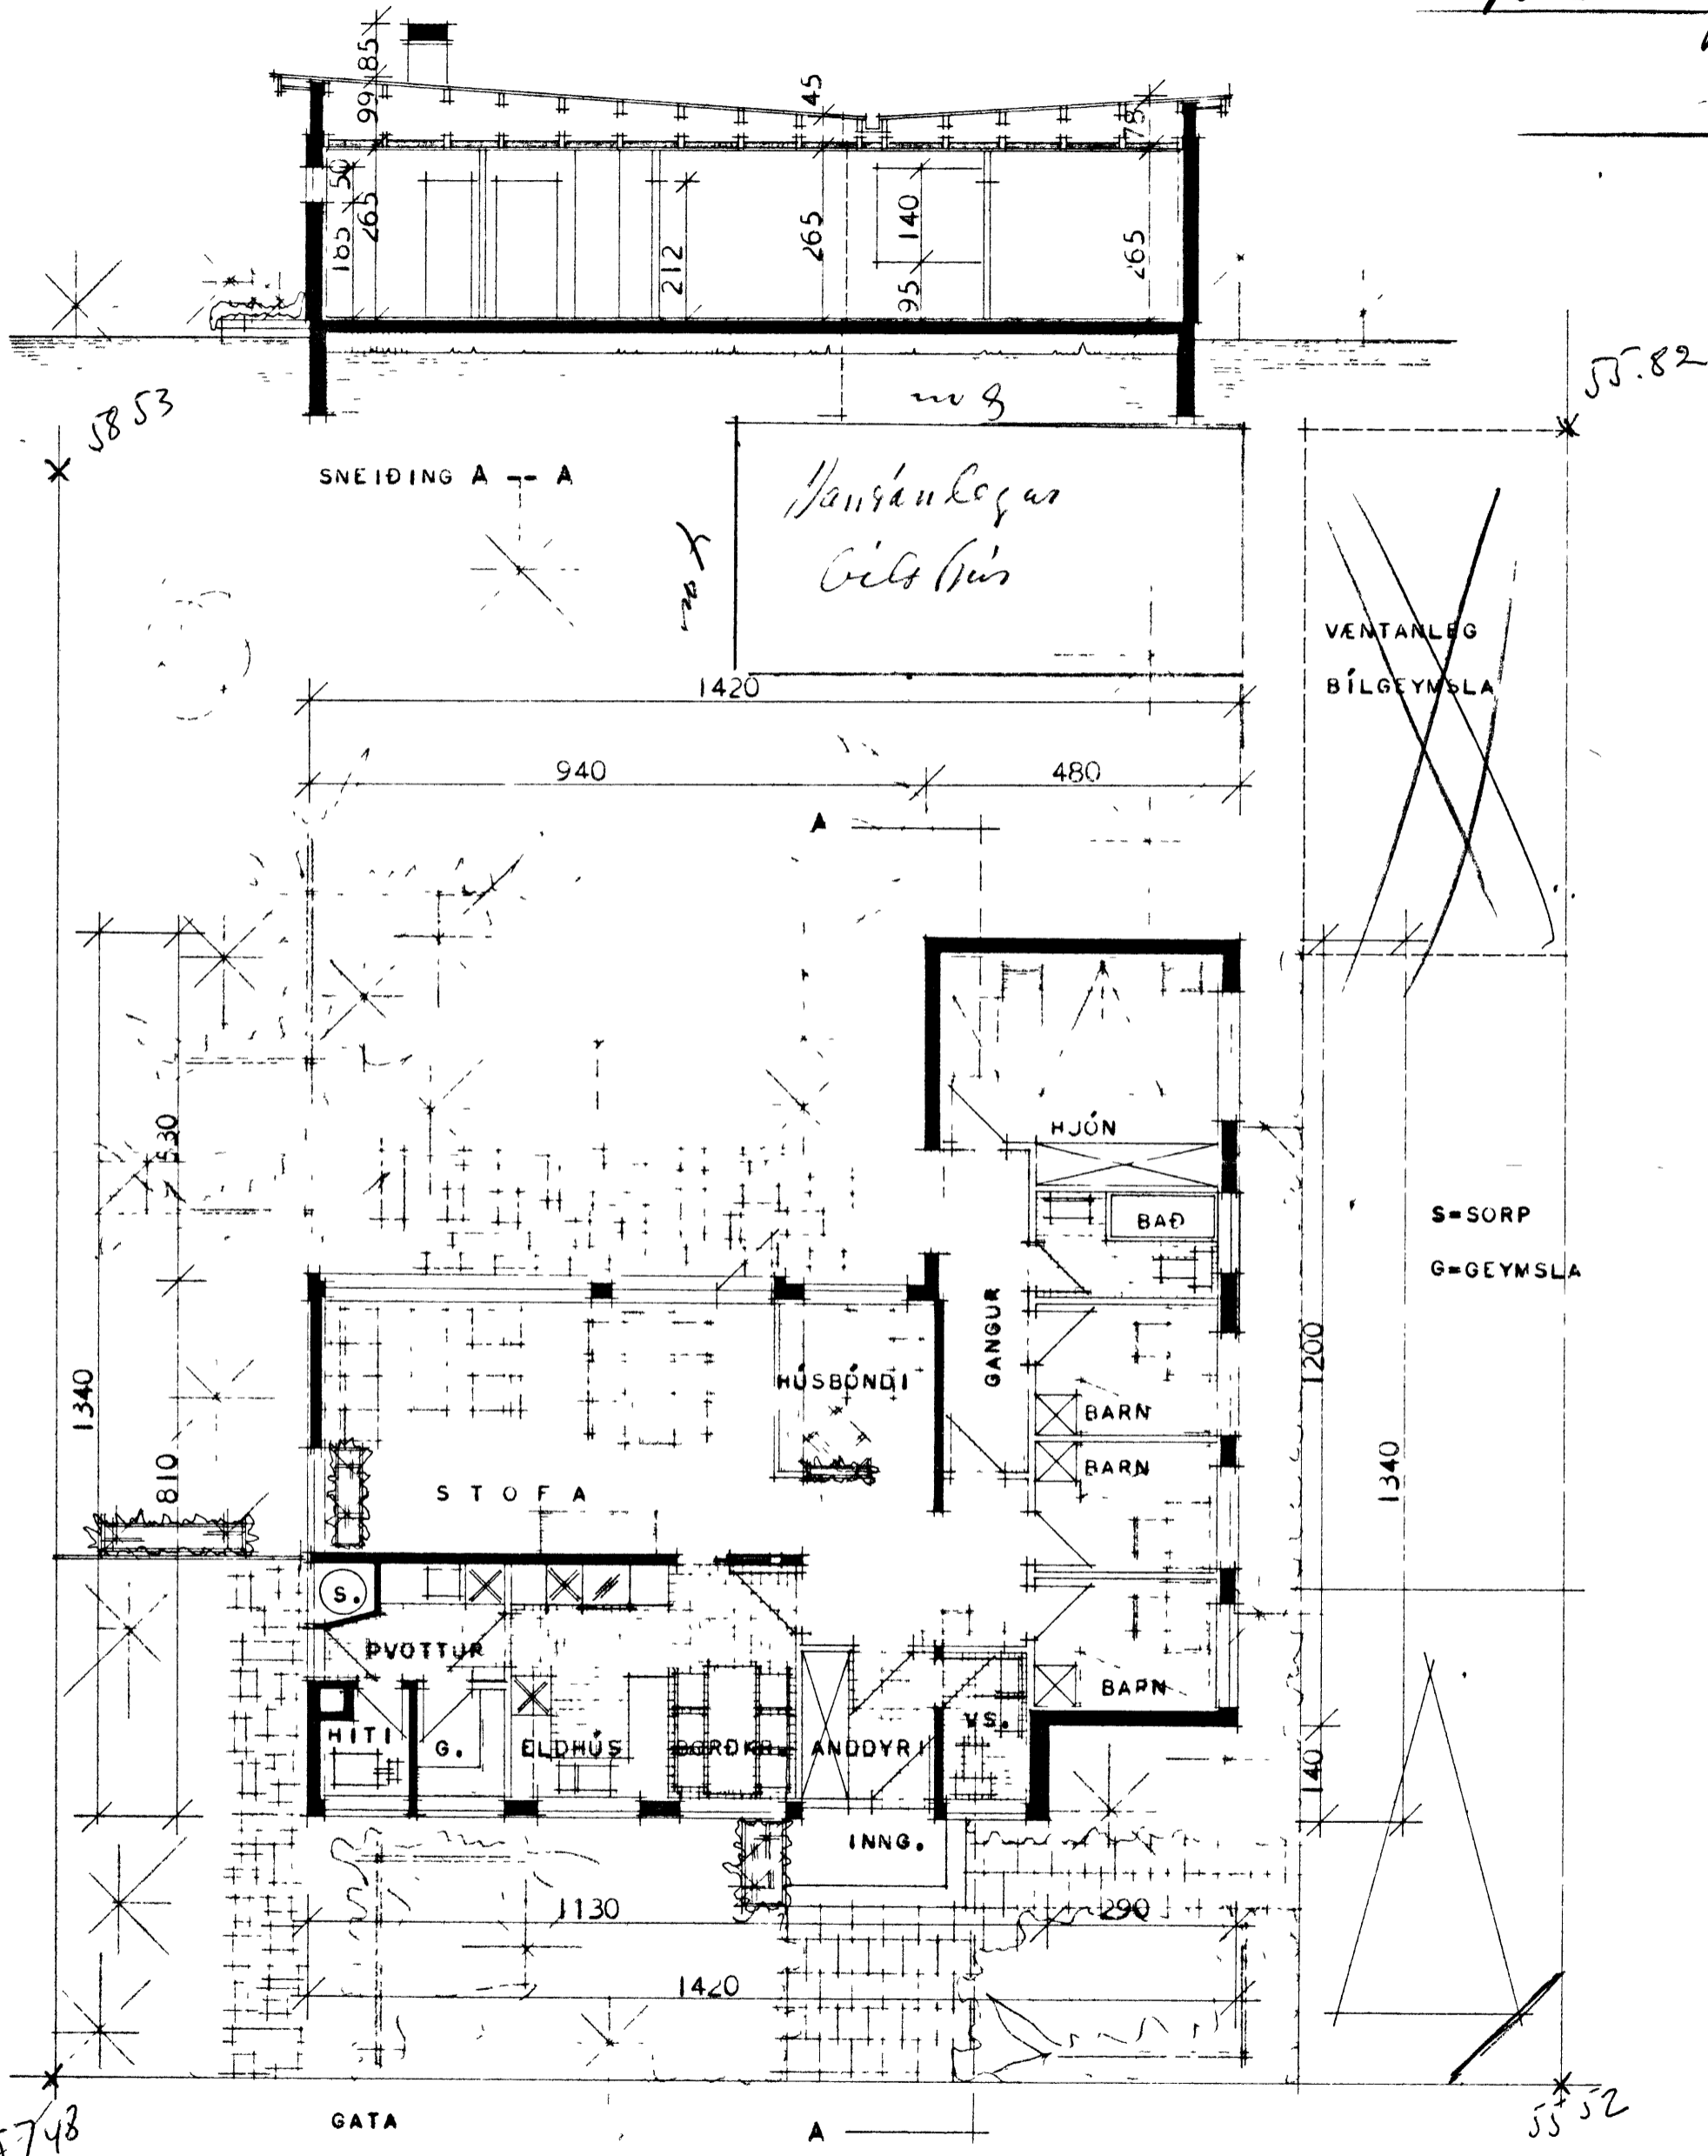 85
99
45
78
50
265
165
212
265
140
95
265
58 53
55.82
SNEIÐING A -- A
VÆNTANLEG
BÍLGEYMSLA
1420
940
480
A
HJÓN
530
BAÐ
S=SORP
G=GEYMSLA
GANGUR
1200
HÚSBÓNDI
1340
BARN
BARN
1340
810
STOFA
S.
ÞVOTTUR
BARN
HITI
G.
ELDHÚS
BORÐKR.
ANDDYRI
VS.
140
INNG.
1130
290
1420
GATA
A
55 52